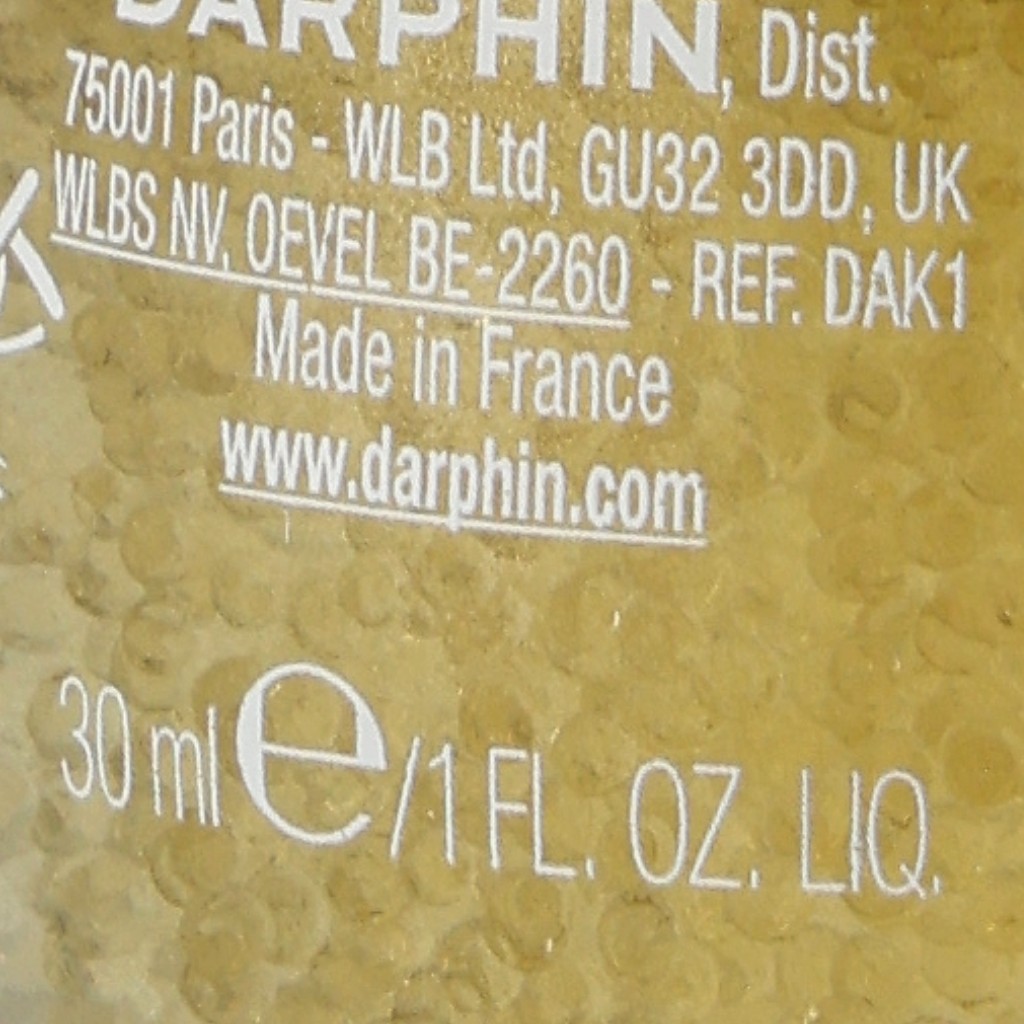 DARPHIN, Dist.
75001 Paris - WLB Ltd, GU32 3DD, UK
WLBS NV, OEVEL BE-2260 - REF. DAK1
Made in France
www.darphin.com
30 ml e/1 FL. OZ. LIQ.